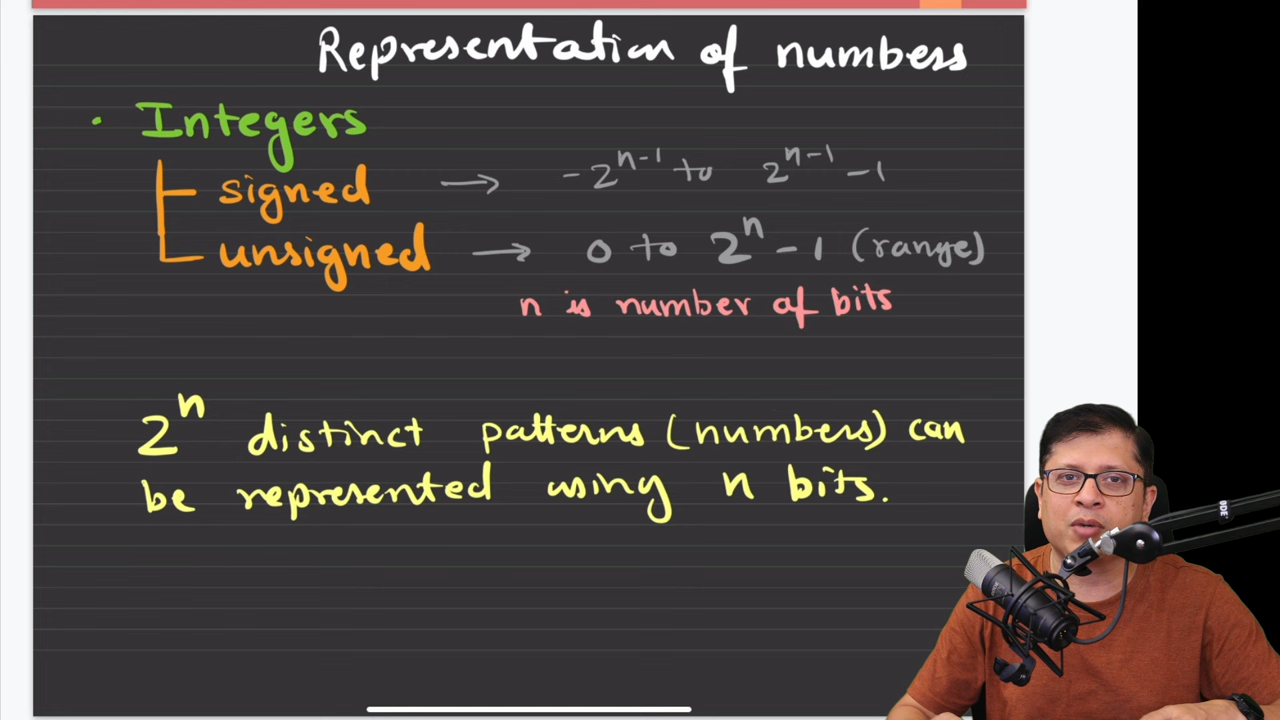 Representation of numbers
• Integers
signed → -2^{n-1} to 2^{n-1} -1
unsigned → 0 to 2^n -1 (range)
n is number of bits
2^n distinct patterns (numbers) can
be represented using n bits.